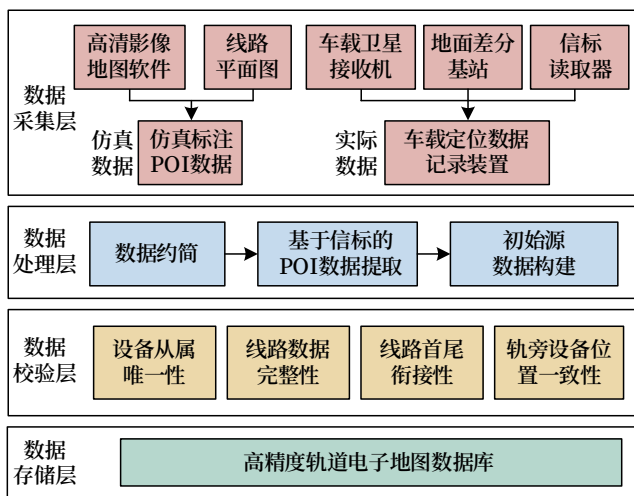 数据
采集层
高清影像
地图软件
线路
平面图
车载卫星
接收机
地面差分
基站
信标
读取器
仿真
数据
仿真标注
POI数据
实际
数据
车载定位数据
记录装置
数据
处理层
数据约简
基于信标的
POI数据提取
初始源
数据构建
数据
校验层
设备从属
唯一性
线路数据
完整性
线路首尾
衔接性
轨旁设备位
置一致性
数据
存储层
高精度轨道电子地图数据库